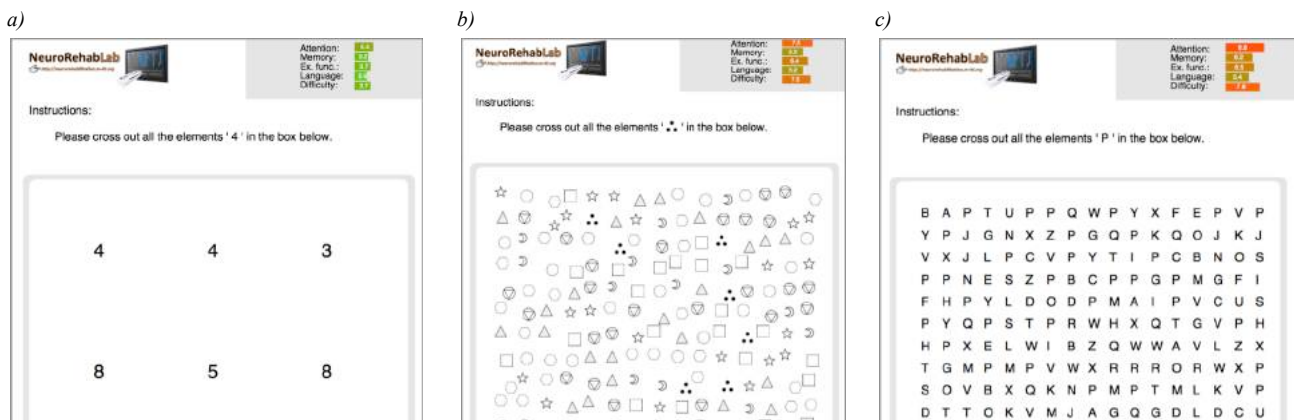 a)
NeuroRehabLab
Attention:
Memory:
Ex. func.:
Language:
Difficulty:
Instructions:
Please cross out all the elements ' 4 ' in the box below.
4 4 3
8 5 8
b)
NeuroRehabLab
Attention:
Memory:
Ex. func.:
Language:
Difficulty:
Instructions:
Please cross out all the elements ' ' in the box below.
c)
NeuroRehabLab
Attention:
Memory:
Ex. func.:
Language:
Difficulty:
Instructions:
Please cross out all the elements ' P ' in the box below.
B A P T U P P Q W P Y X F E P V P
Y P J G N X Z P G Q P K Q O J K J
V X J L P C V P Y T I P C B N O S
P P N E S Z P B C P P G P M G F I
F H P Y L D O D P M A I P V C U S
P Y Q P S T P R W H X Q T G V P H
H P X E L W I B Z Q W W A V L Z X
T G M P M P V W X R R R O R W X P
S O V B X Q K N P M P T M L K V P
D T T O K V M J A G Q G D L C C U